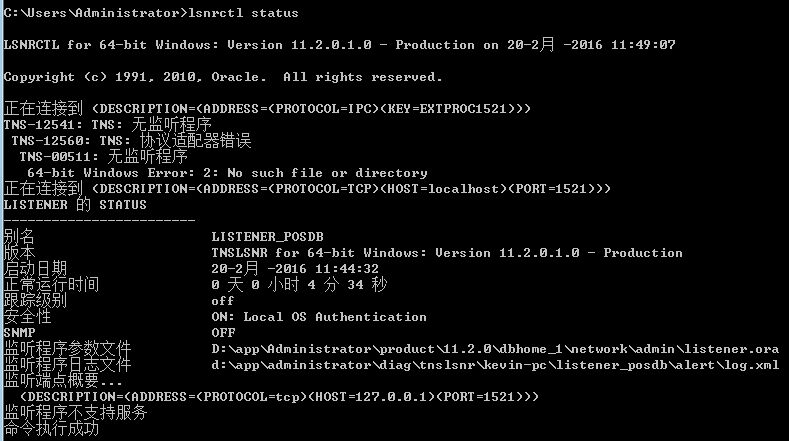 C:\Users\Administrator>lsnrctl status
LSNRCTL for 64-bit Windows: Version 11.2.0.1.0 - Production on 20-2月 -2016 11:49:07
Copyright (c) 1991, 2010, Oracle.  All rights reserved.
正在连接到 (DESCRIPTION=(ADDRESS=(PROTOCOL=IPC)(KEY=EXTPROC1521)))
TNS-12541: TNS: 无监听程序
 TNS-12560: TNS: 协议适配器错误
  TNS-00511: 无监听程序
   64-bit Windows Error: 2: No such file or directory
正在连接到 (DESCRIPTION=(ADDRESS=(PROTOCOL=TCP)(HOST=localhost)(PORT=1521)))
LISTENER 的 STATUS
------------------------
别名                      LISTENER_POSDB
版本                      TNSLSNR for 64-bit Windows: Version 11.2.0.1.0 - Production
启动日期                  20-2月 -2016 11:44:32
正常运行时间              0 天 0 小时 4 分 34 秒
跟踪级别                  off
安全性                    ON: Local OS Authentication
SNMP                      OFF
监听程序参数文件          D:\app\Administrator\product\11.2.0\dbhome_1\network\admin\listener.ora
监听程序日志文件          d:\app\administrator\diag\tnslsnr\kevin-pc\listener_posdb\alert\log.xml
监听端点概要...
  (DESCRIPTION=(ADDRESS=(PROTOCOL=tcp)(HOST=127.0.0.1)(PORT=1521)))
监听程序不支持服务
命令执行成功